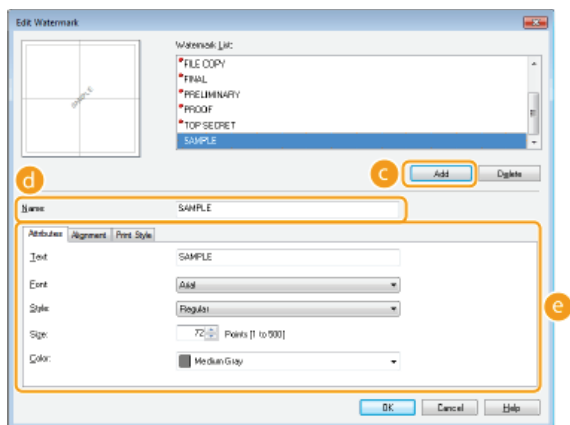 Edit Watermark
SAMPLE
Watermark List:
FILE COPY
FINAL
PRELIMINARY
PROOF
TOP SECRET
SAMPLE
c Add Delete
d
Name: SAMPLE
Attributes Alignment Print Style
Text SAMPLE
Font Arial
Style: Regular
Size: 72 Points [1 to 500]
Color: Medium Gray
e
OK Cancel Help